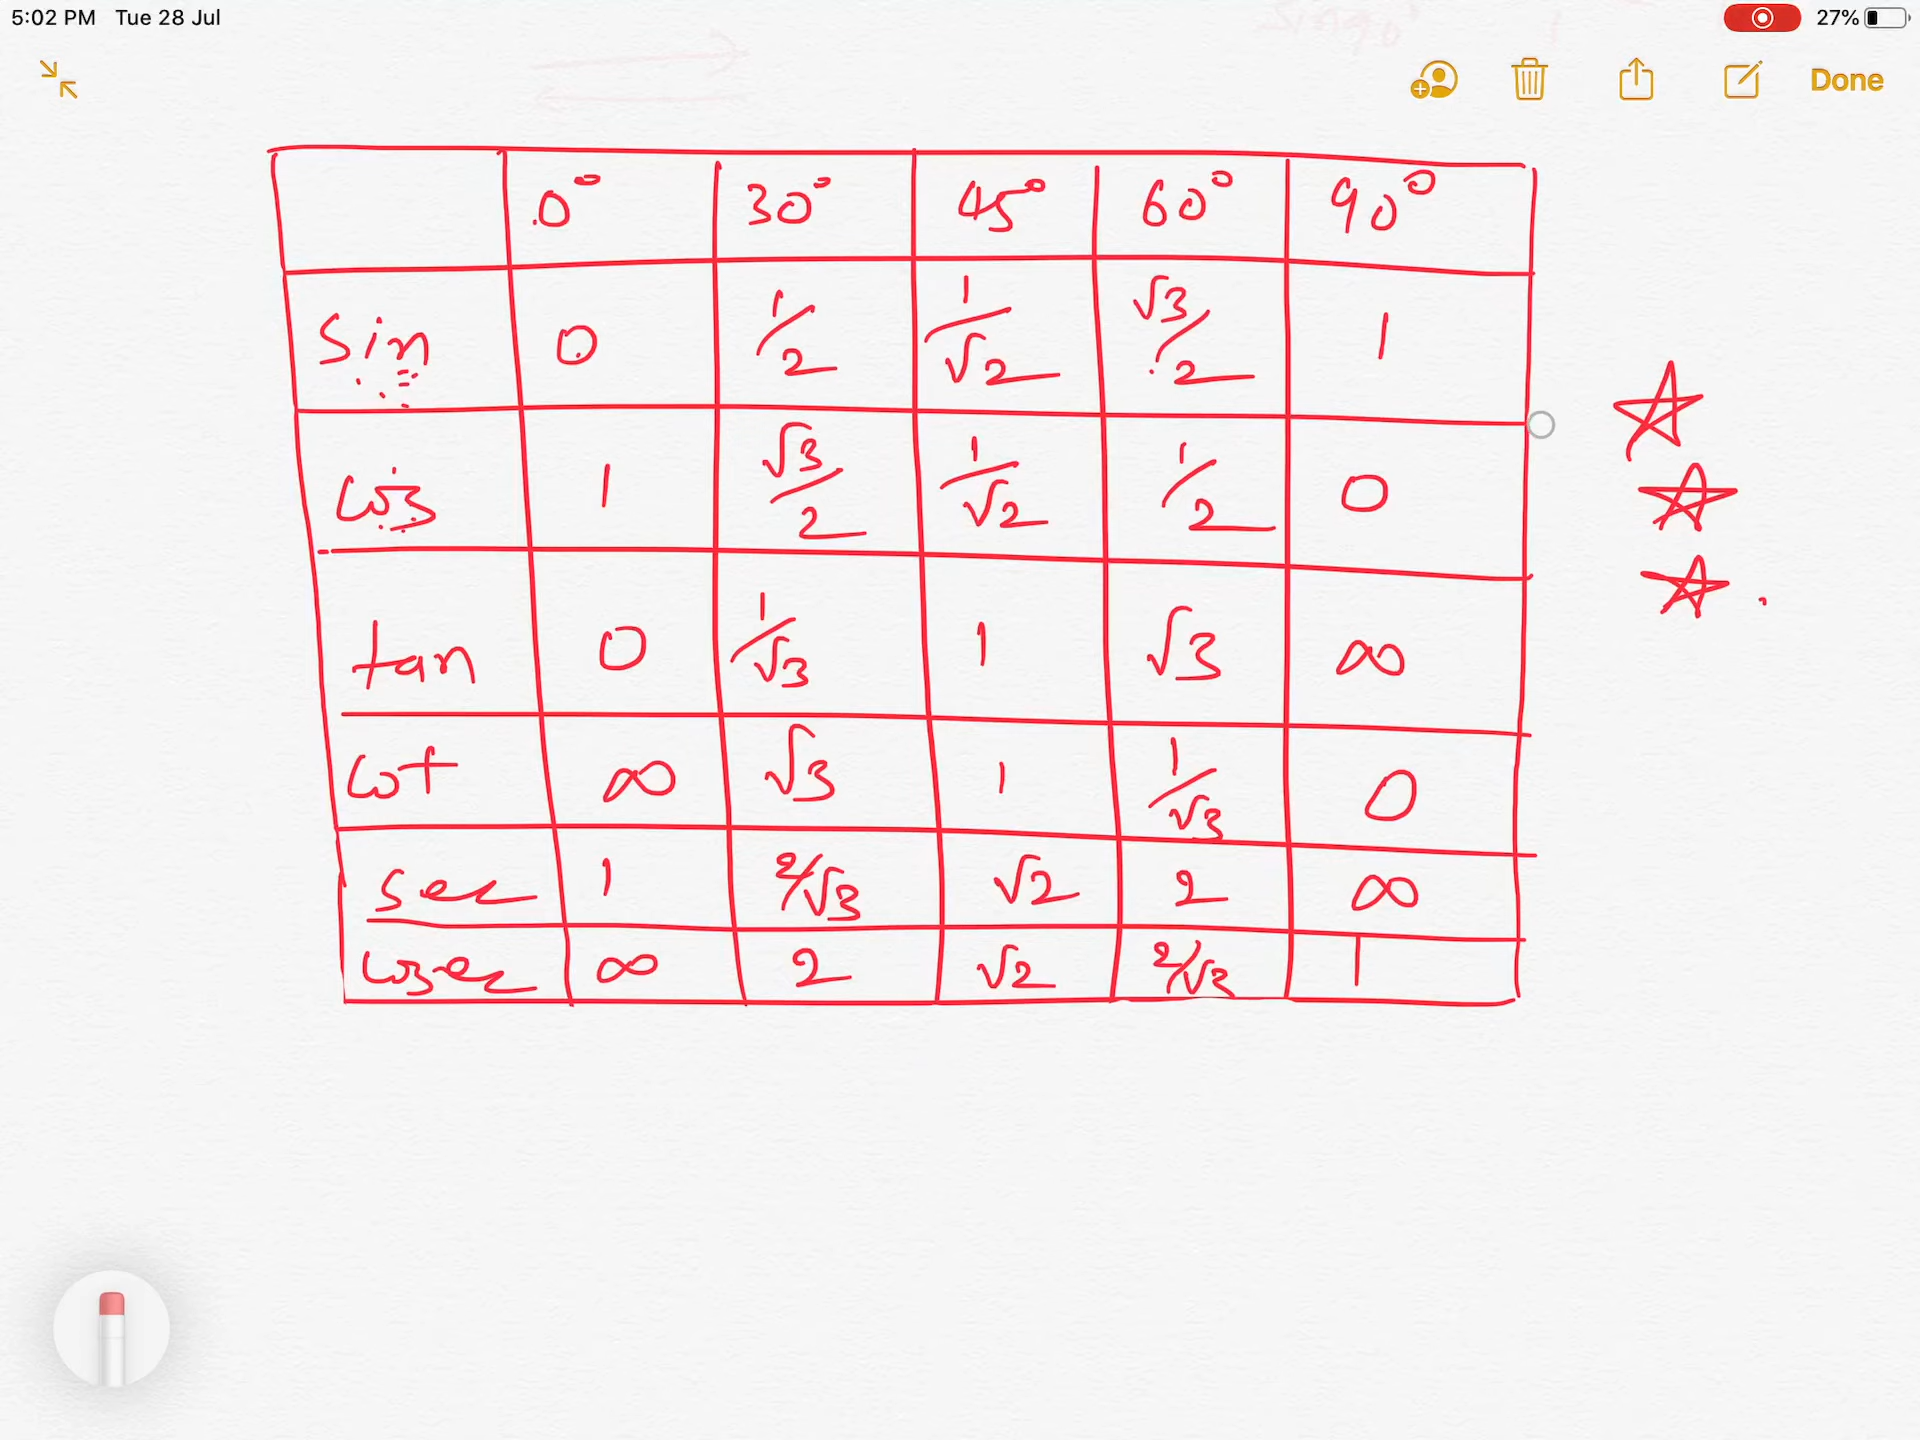 5:02 PM Tue 28 Jul
27%
Done
0° 30° 45° 60° 90°
Sin 0 1/2 1/√2 √3/2 1
Cos 1 √3/2 1/√2 1/2 0
tan 0 1/√3 1 √3 ∞
Cot ∞ √3 1 1/√3 0
Sec 1 2/√3 √2 2 ∞
Cosec ∞ 2 √2 2/√3 1